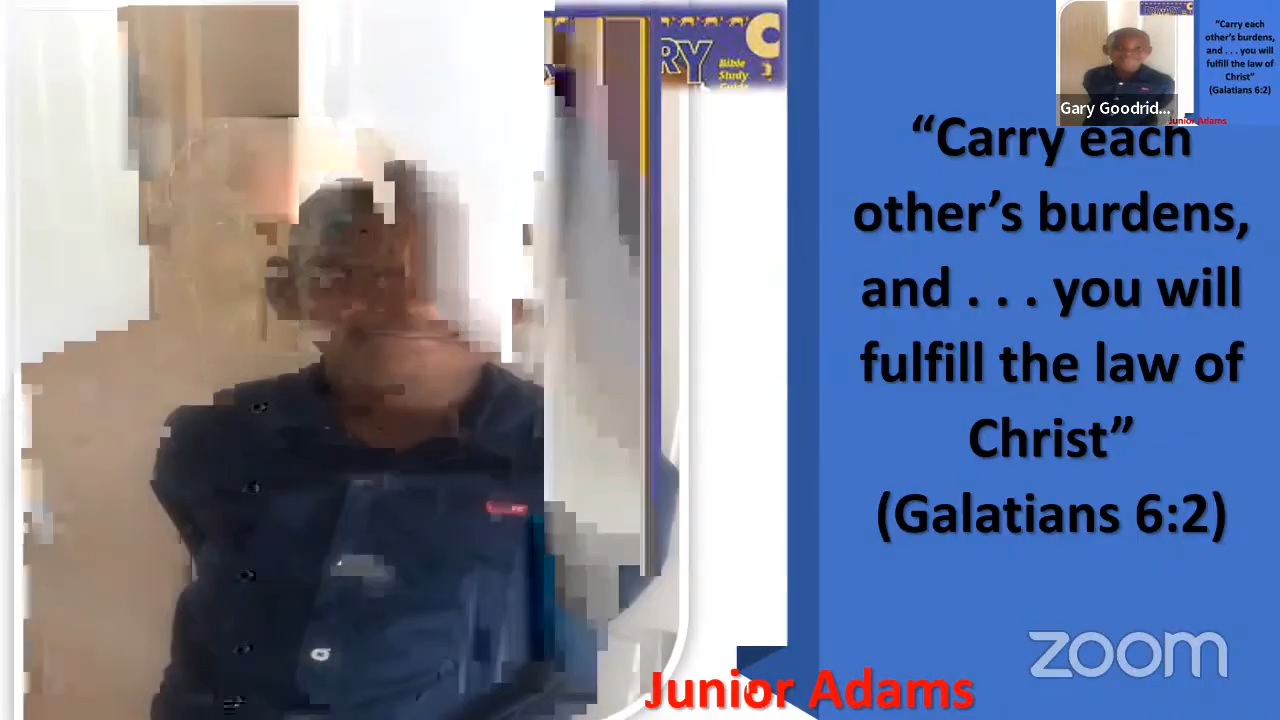 RY
Bible
Study
Guide
“Carry each
other’s burdens,
and . . . you will
fulfill the law of
Christ”
(Galatians 6:2)
Gary Goodrid...
Junior Adams
“Carry each
other’s burdens,
and . . . you will
fulfill the law of
Christ”
(Galatians 6:2)
zoom
Junior Adams